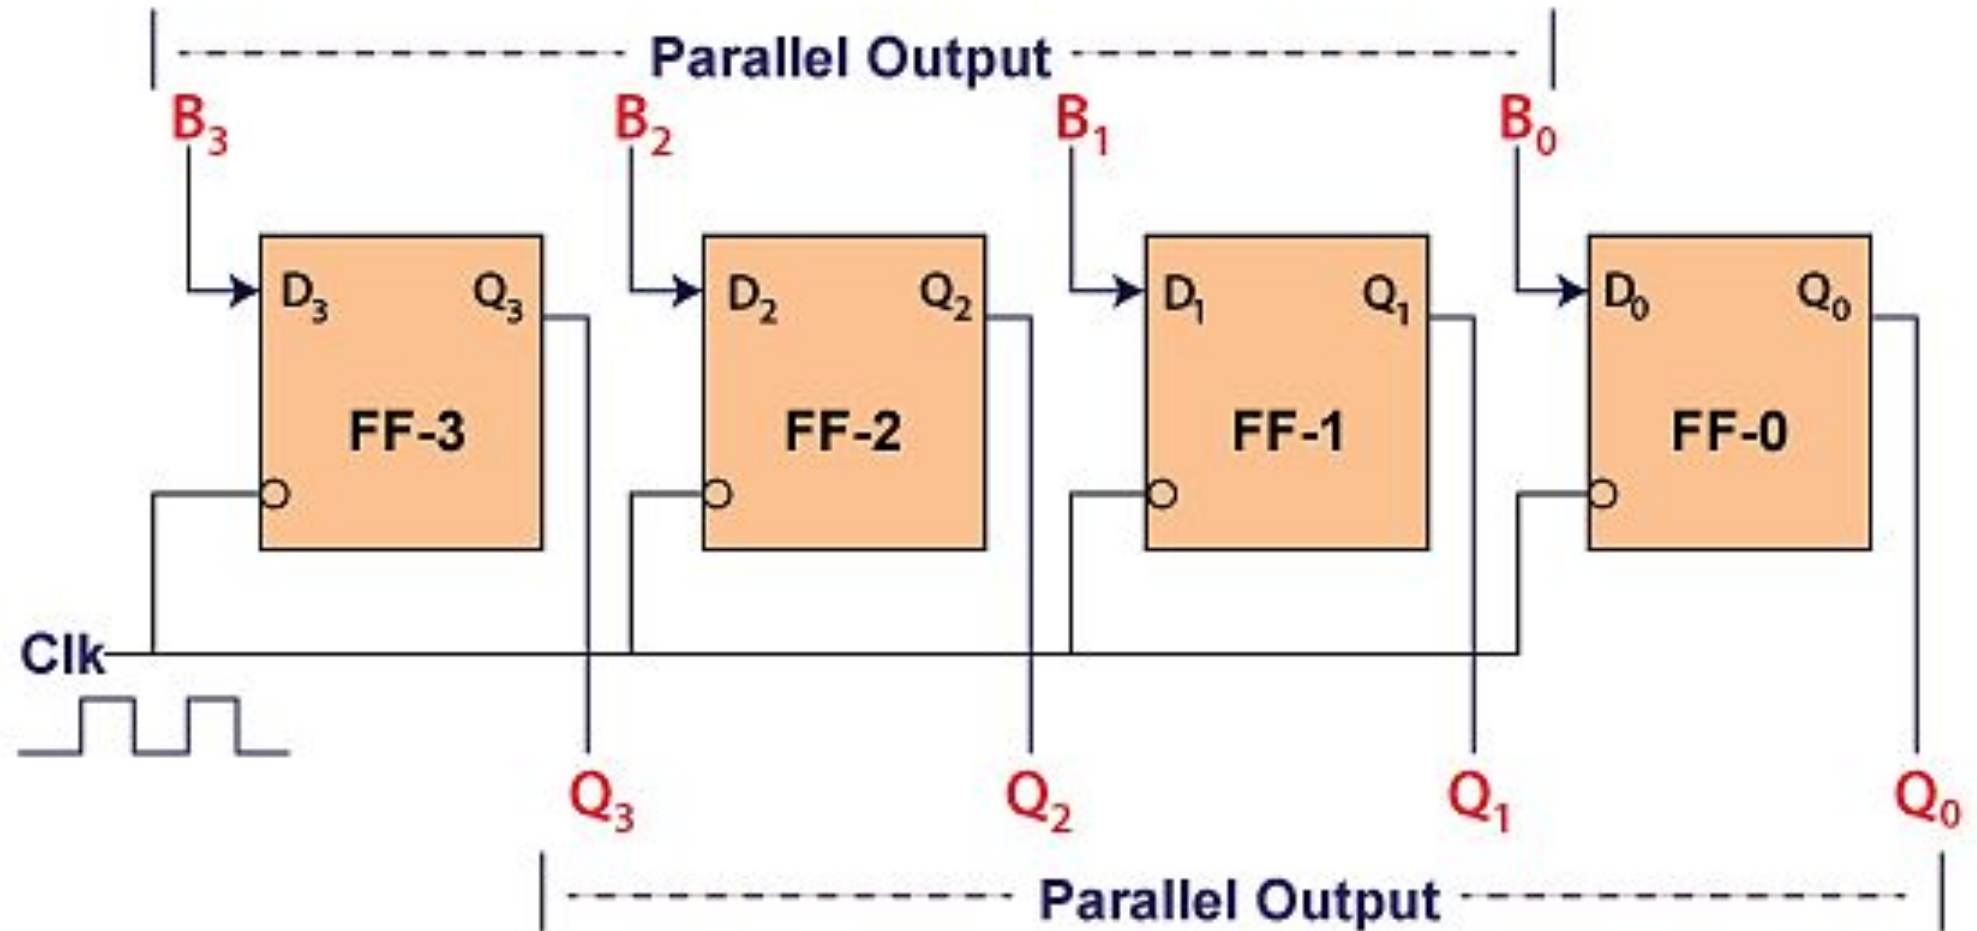 Parallel Output
B3 B2 B1 B0
D3 Q3 D2 Q2 D1 Q1 D0 Q0
FF-3 FF-2 FF-1 FF-0
Clk
Q3 Q2 Q1 Q0
Parallel Output